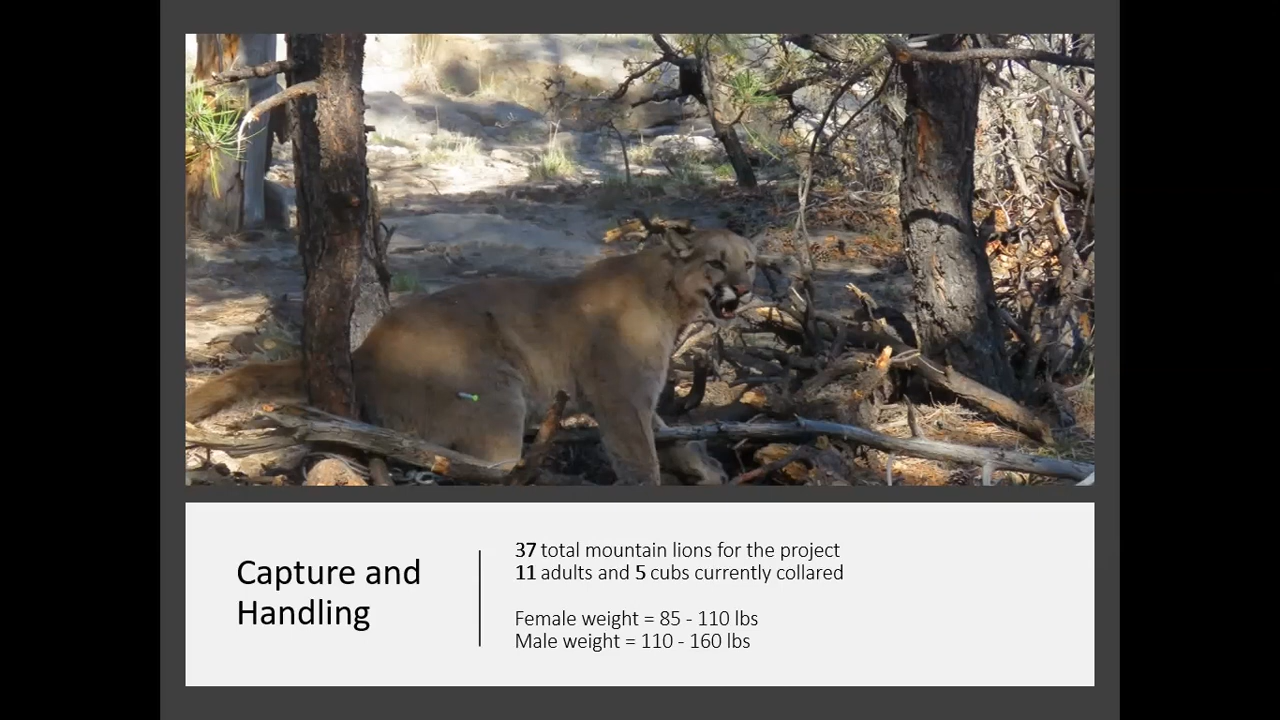 Capture and
Handling
37 total mountain lions for the project
11 adults and 5 cubs currently collared
Female weight = 85 - 110 lbs
Male weight = 110 - 160 lbs